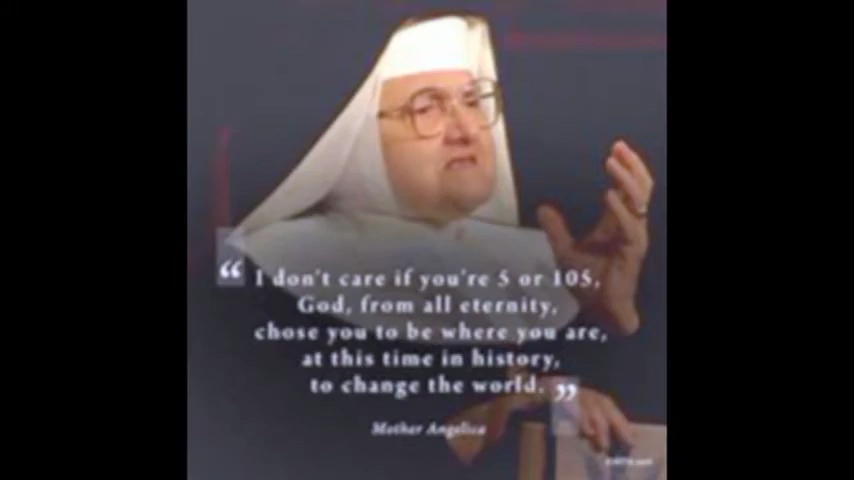 “ I don't care if you're 5 or 105,
God, from all eternity,
chose you to be where you are,
at this time in history,
to change the world. ”
Mother Angelica